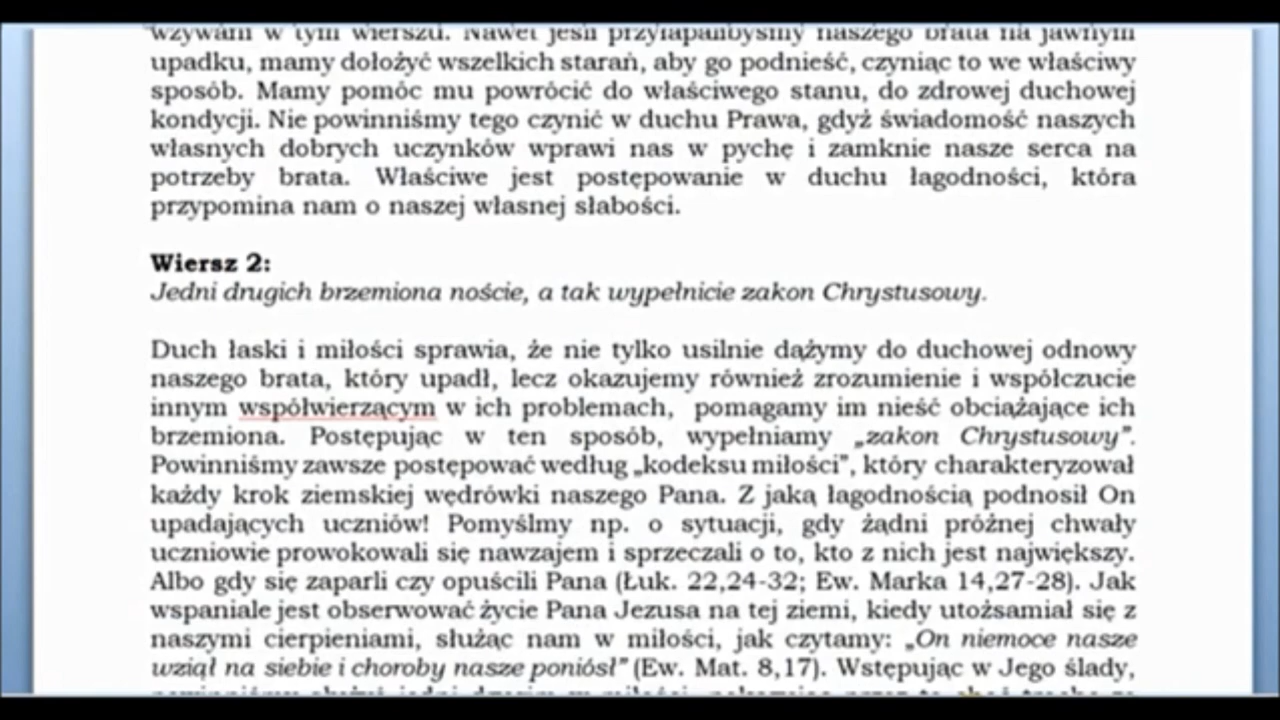 wzywani w tym wierszu. Nawet jeśli przyłapalibyśmy naszego brata na jawnym
upadku, mamy dołożyć wszelkich starań, aby go podnieść, czyniąc to we właściwy
sposób. Mamy pomóc mu powrócić do właściwego stanu, do zdrowej duchowej
kondycji. Nie powinniśmy tego czynić w duchu Prawa, gdyż świadomość naszych
własnych dobrych uczynków wprawi nas w pychę i zamknie nasze serca na
potrzeby brata. Właściwe jest postępowanie w duchu łagodności, która
przypomina nam o naszej własnej słabości.
Wiersz 2:
Jedni drugich brzemiona noście, a tak wypełnicie zakon Chrystusowy.
Duch łaski i miłości sprawia, że nie tylko usilnie dążymy do duchowej odnowy
naszego brata, który upadł, lecz okazujemy również zrozumienie i współczucie
innym współwierzącym w ich problemach, pomagamy im nieść obciążające ich
brzemiona. Postępując w ten sposób, wypełniamy „zakon Chrystusowy”.
Powinniśmy zawsze postępować według „kodeksu miłości”, który charakteryzował
każdy krok ziemskiej wędrówki naszego Pana. Z jaką łagodnością podnosił On
upadających uczniów! Pomyślmy np. o sytuacji, gdy żądni próżnej chwały
uczniowie prowokowali się nawzajem i sprzeczali o to, kto z nich jest największy.
Albo gdy się zaparli czy opuścili Pana (Łuk. 22,24-32; Ew. Marka 14,27-28). Jak
wspaniale jest obserwować życie Pana Jezusa na tej ziemi, kiedy utożsamiał się z
naszymi cierpieniami, służąc nam w miłości, jak czytamy: „On niemoce nasze
wziął na siebie i choroby nasze poniósł” (Ew. Mat. 8,17). Wstępując w Jego ślady,